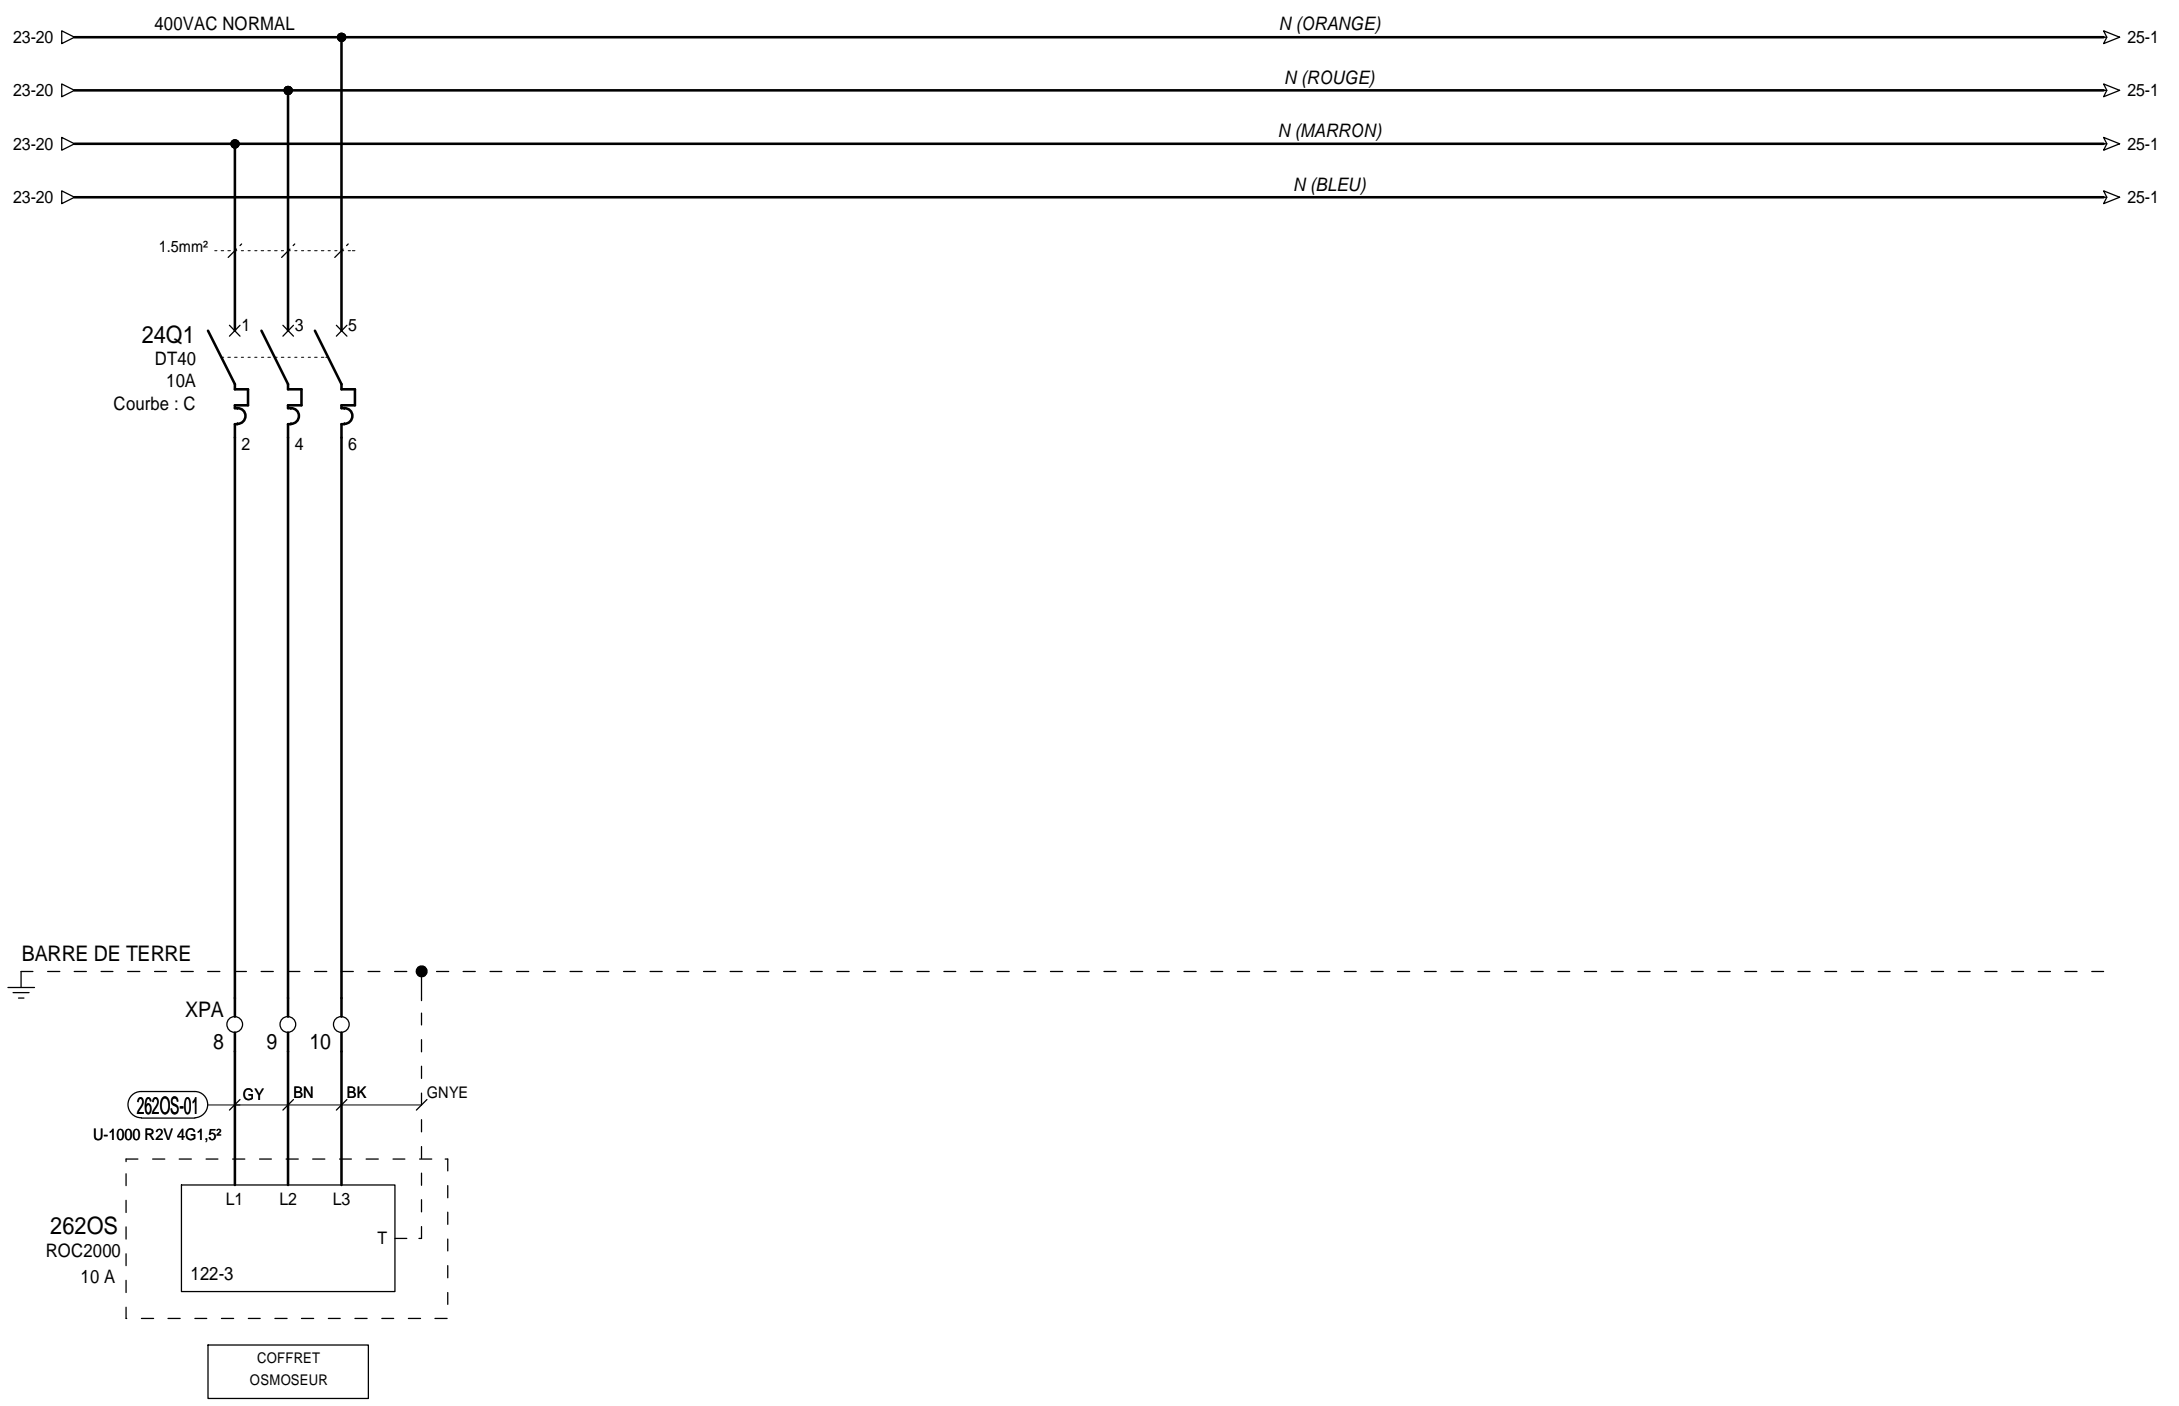 400VAC NORMAL
N (ORANGE)
23-20
25-1
N (ROUGE)
23-20
25-1
N (MARRON)
23-20
25-1
N (BLEU)
23-20
25-1
1.5mm²
1
3
5
24Q1
DT40
10A
Courbe : C
2
4
6
BARRE DE TERRE
XPA
8
9
10
GY
BN
BK
GNYE
262OS-01
U-1000 R2V 4G1,5²
L1
L2
L3
262OS
ROC2000
10 A
T
122-3
COFFRET
OSMOSEUR